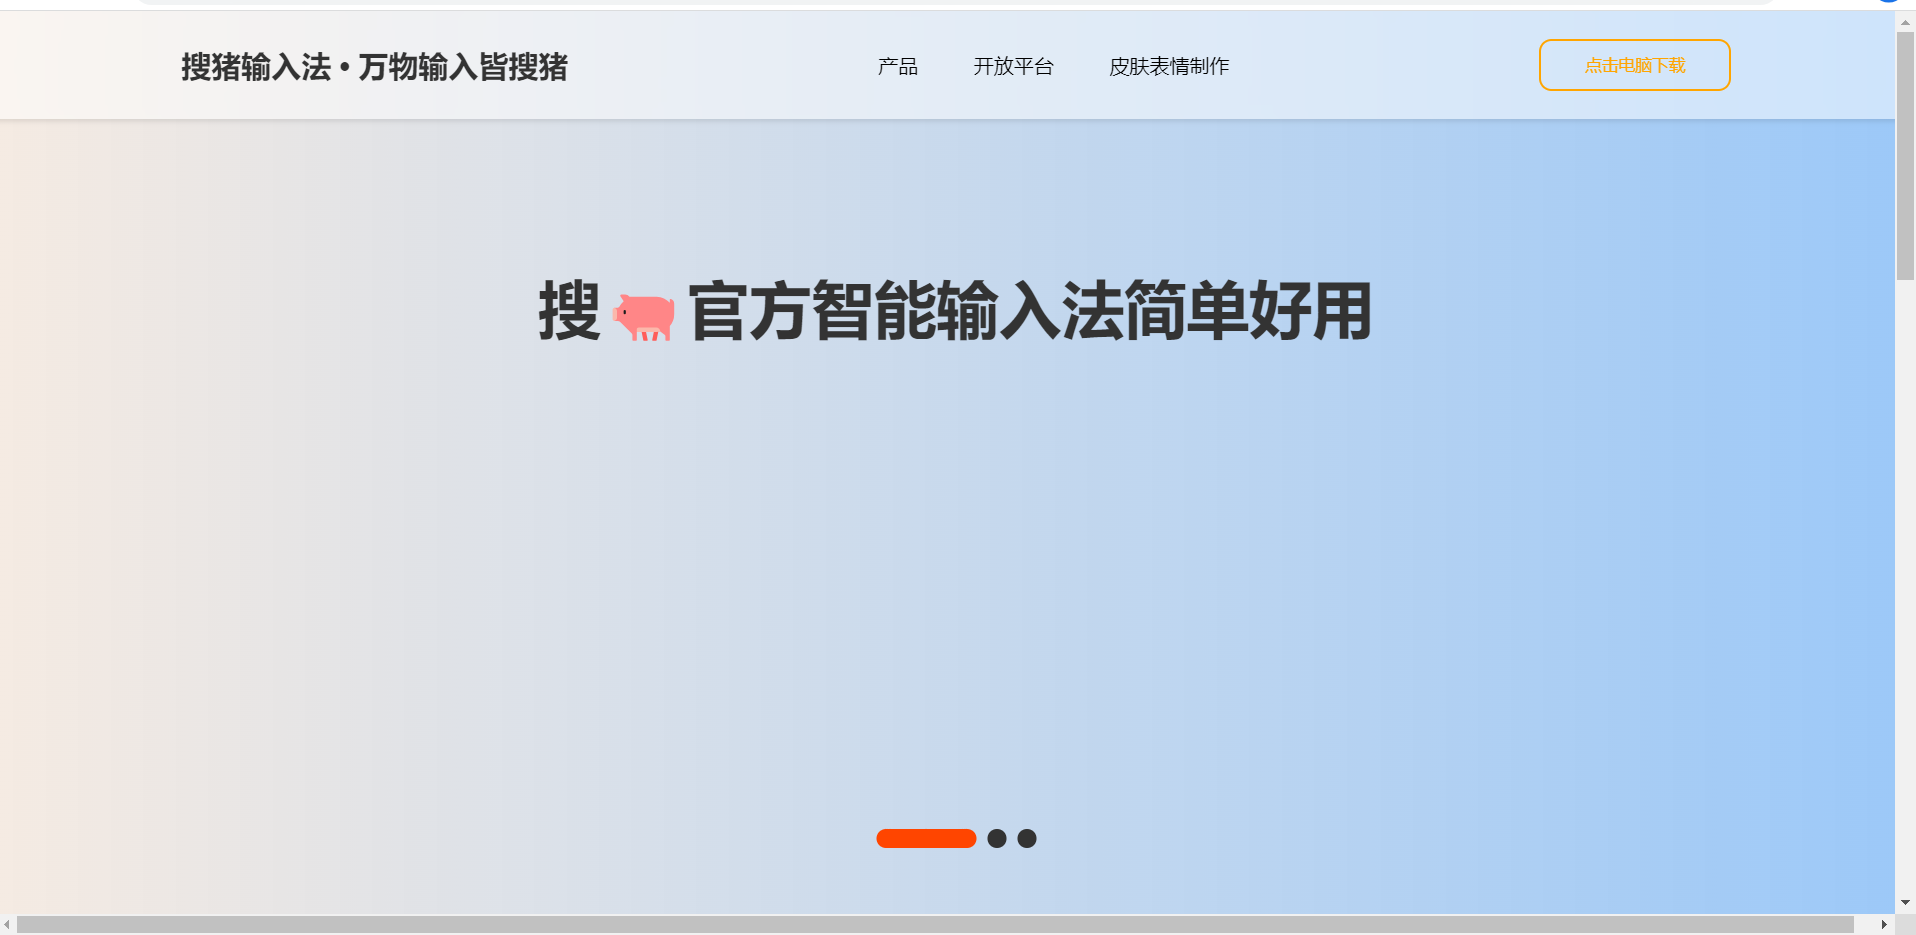 搜猪输入法 • 万物输入皆搜猪
产品
开放平台
皮肤表情制作
点击电脑下载
搜官方智能输入法简单好用